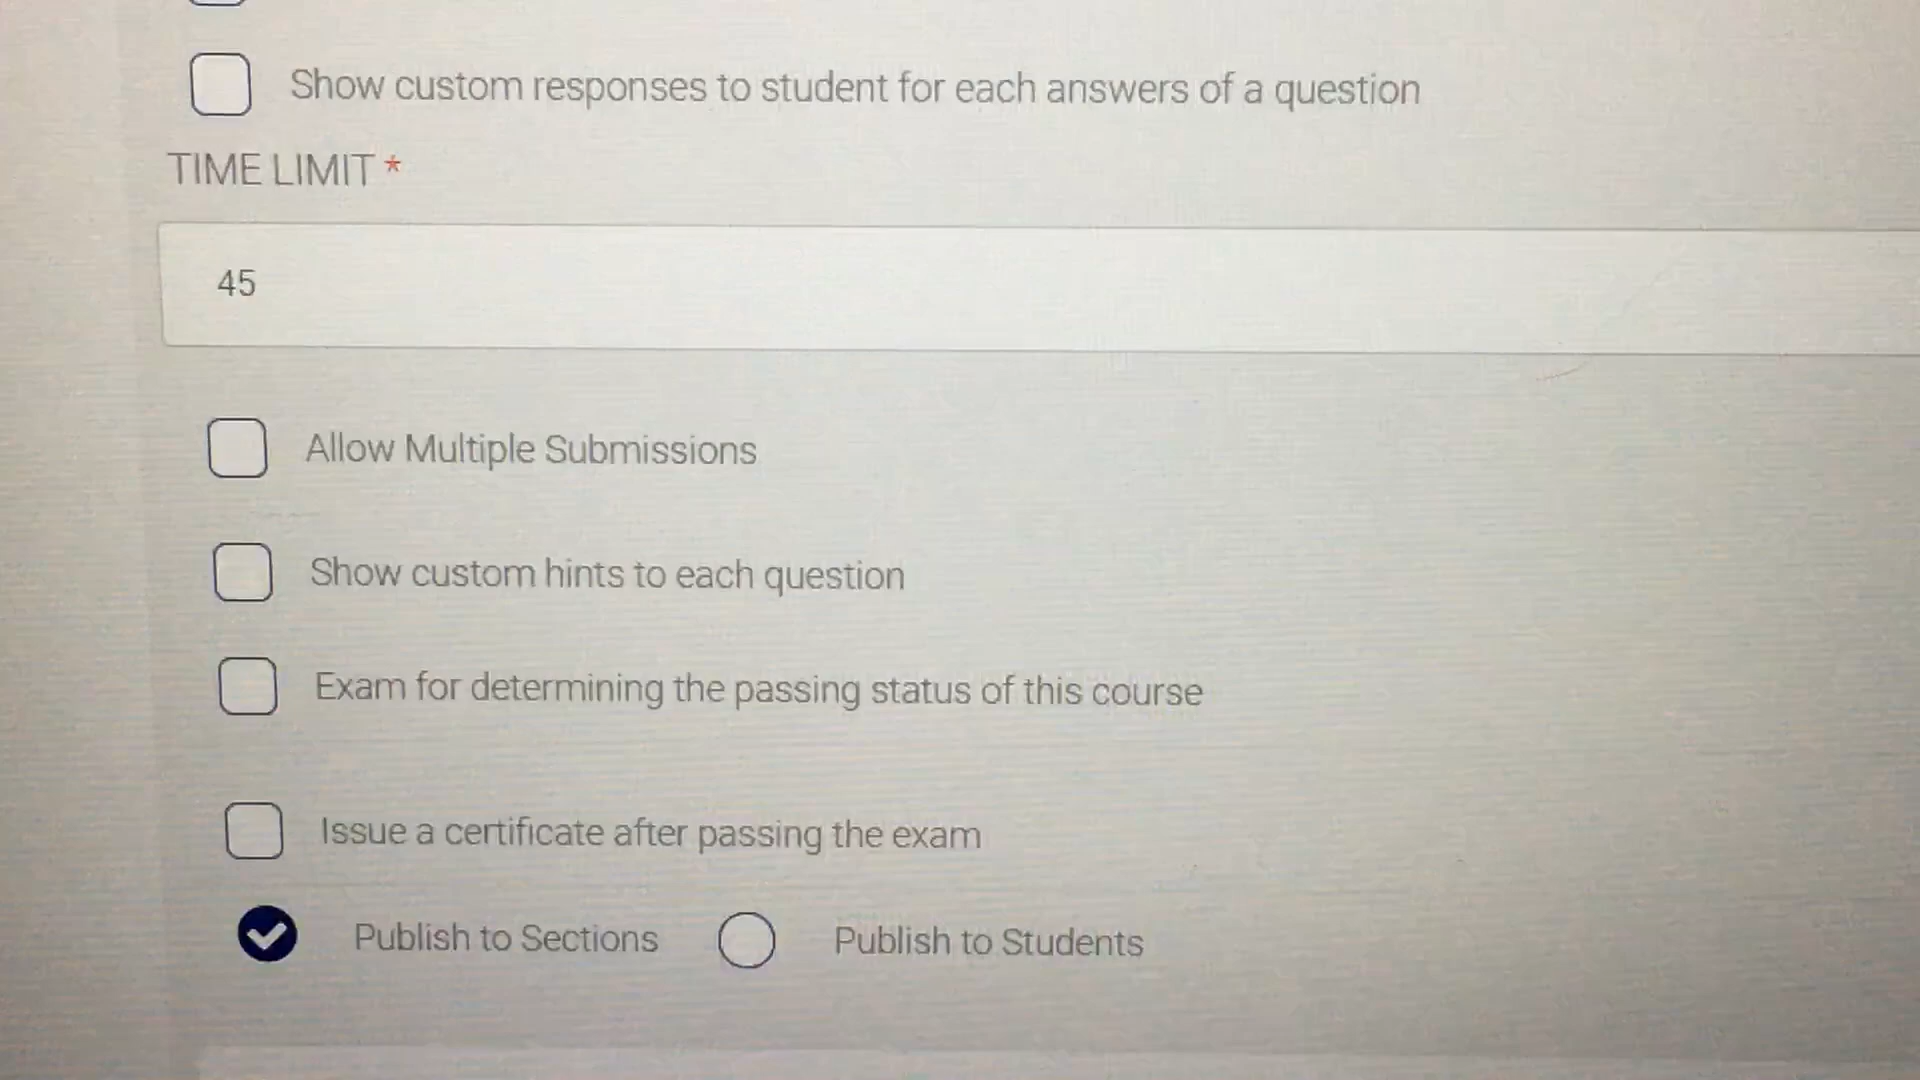 Show custom responses to student for each answers of a question
TIME LIMIT *
45
Allow Multiple Submissions
Show custom hints to each question
Exam for determining the passing status of this course
Issue a certificate after passing the exam
Publish to Sections Publish to Students